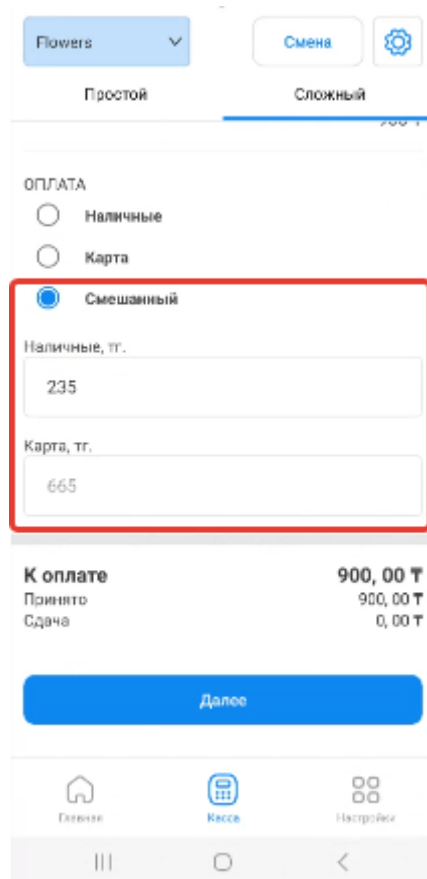 Flowers
Смена
Простой
Сложный
ОПЛАТА
Наличные
Карта
Смешанный
Наличные, тг.
235
Карта, тг.
665
К оплате 900, 00 ₸
Принято 900, 00 ₸
Сдача 0, 00 ₸
Далее
Главная
Касса
Настройки